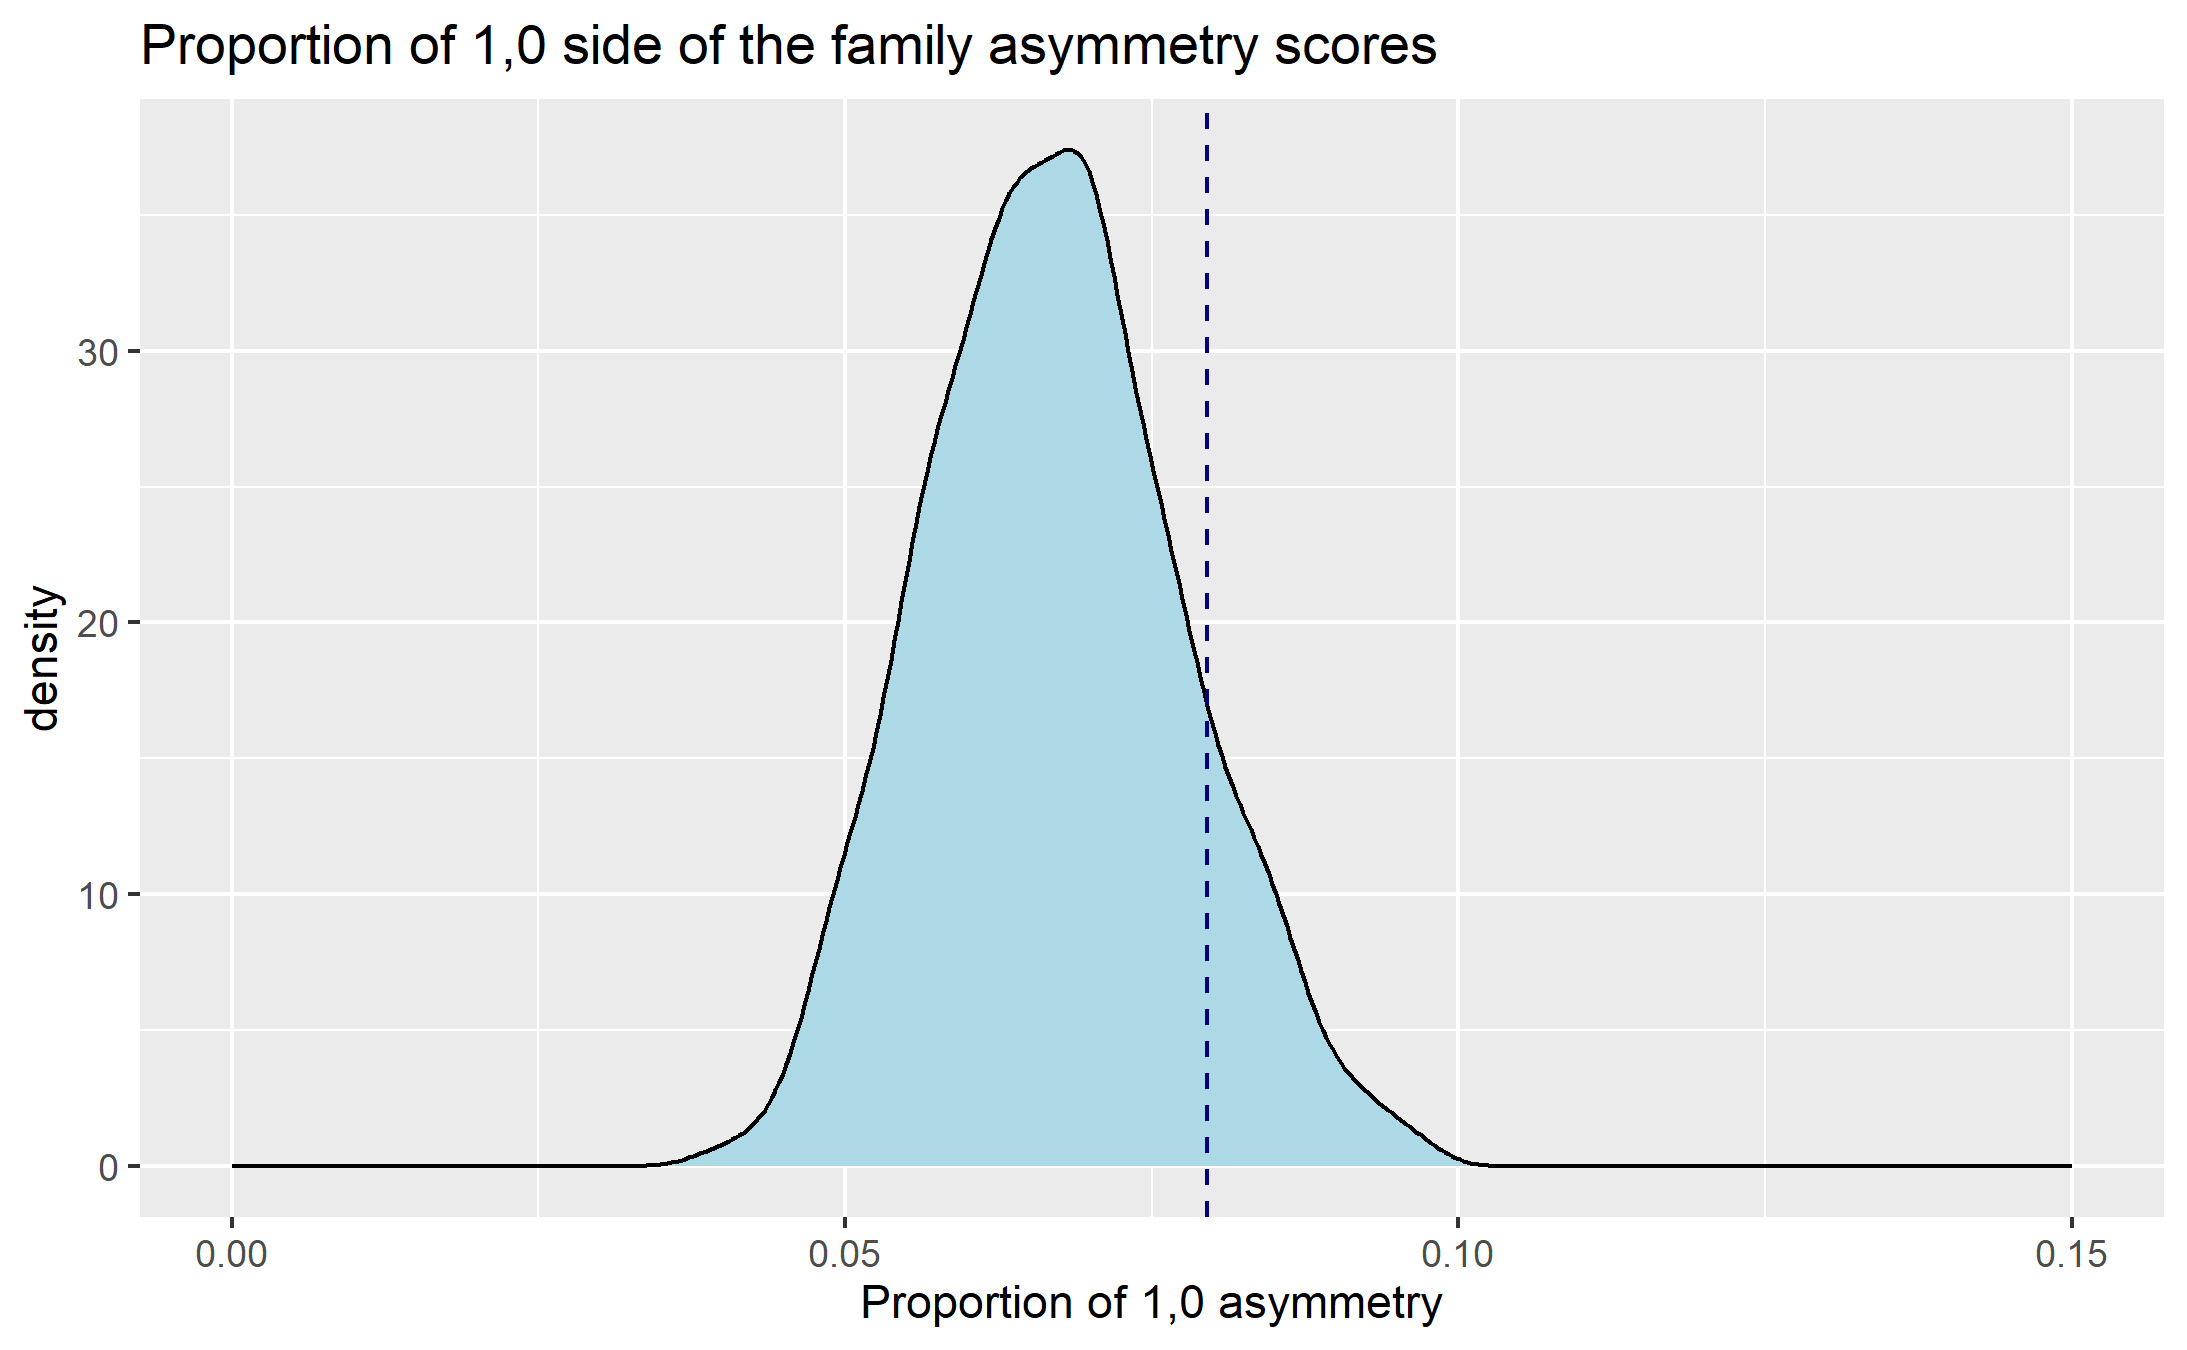 Proportion of 1,0 side of the family asymmetry scores
density
30
20
10
0
0.00
0.05
0.10
0.15
Proportion of 1,0 asymmetry